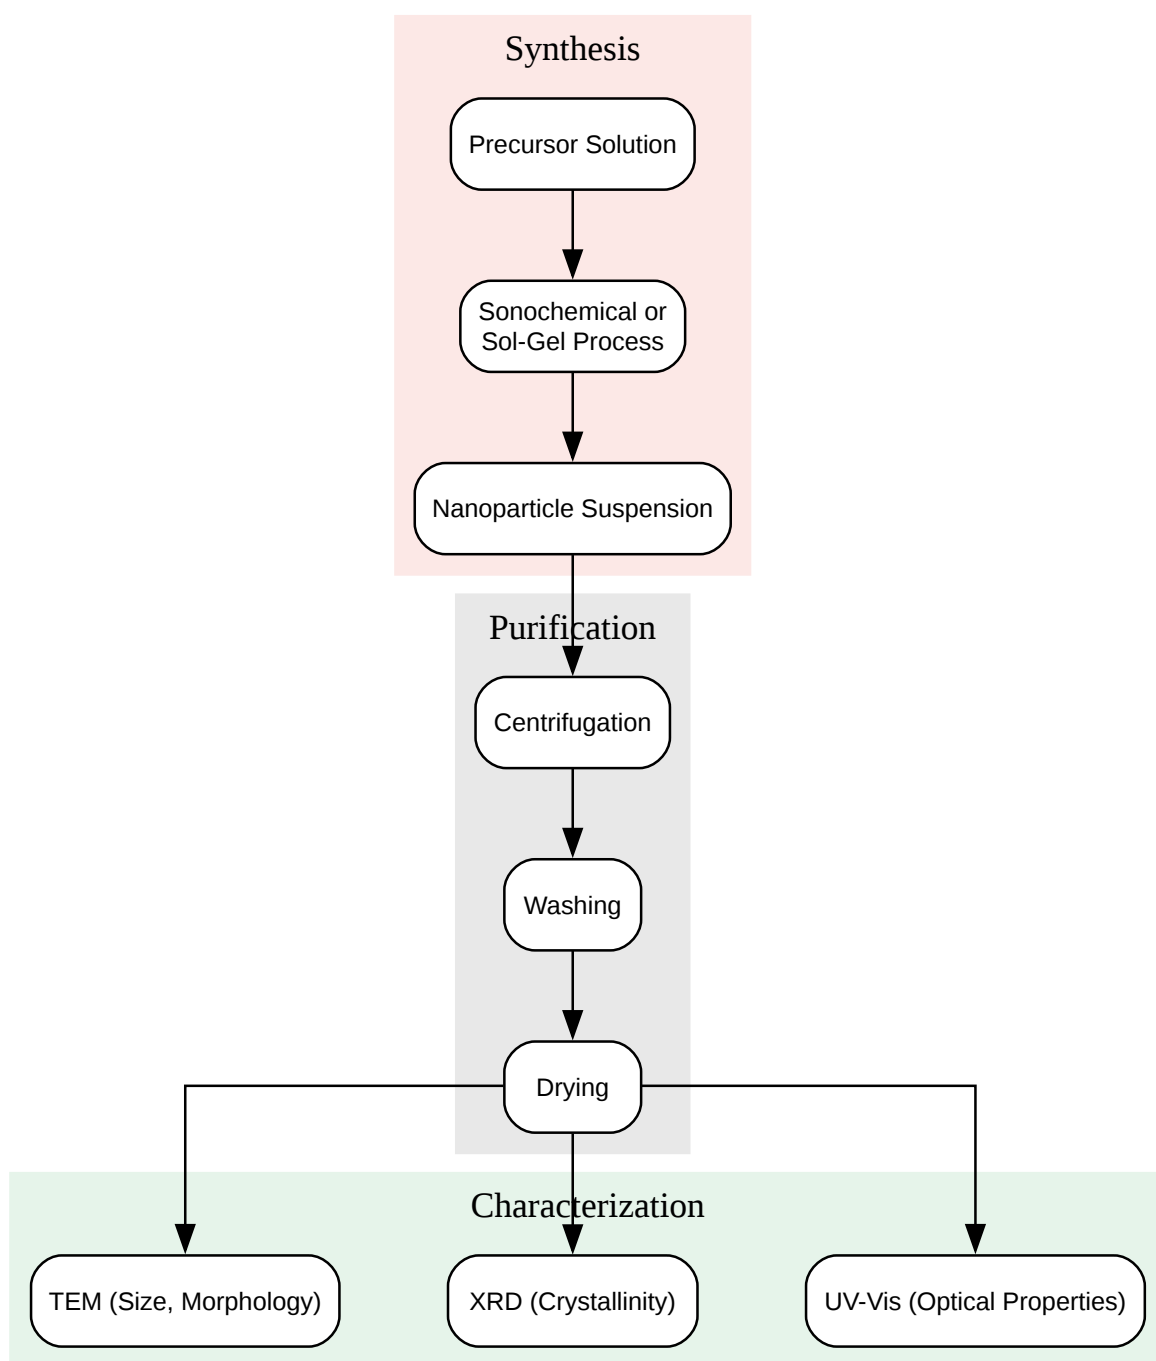 Synthesis
Precursor Solution
Sonochemical or
Sol-Gel Process
Nanoparticle Suspension
Purification
Centrifugation
Washing
Drying
Characterization
TEM (Size, Morphology)
XRD (Crystallinity)
UV-Vis (Optical Properties)